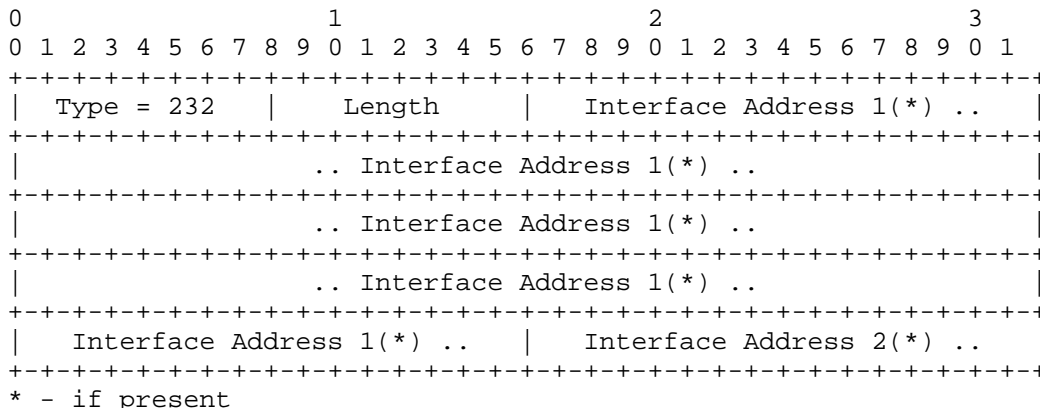 0                   1                   2                   3
0 1 2 3 4 5 6 7 8 9 0 1 2 3 4 5 6 7 8 9 0 1 2 3 4 5 6 7 8 9 0 1
+-+-+-+-+-+-+-+-+-+-+-+-+-+-+-+-+-+-+-+-+-+-+-+-+-+-+-+-+-+-+-+-+
|  Type = 232   |    Length     |   Interface Address 1(*) ..   |
+-+-+-+-+-+-+-+-+-+-+-+-+-+-+-+-+-+-+-+-+-+-+-+-+-+-+-+-+-+-+-+-+
|                  .. Interface Address 1(*) ..                 |
+-+-+-+-+-+-+-+-+-+-+-+-+-+-+-+-+-+-+-+-+-+-+-+-+-+-+-+-+-+-+-+-+
|                  .. Interface Address 1(*) ..                 |
+-+-+-+-+-+-+-+-+-+-+-+-+-+-+-+-+-+-+-+-+-+-+-+-+-+-+-+-+-+-+-+-+
|                  .. Interface Address 1(*) ..                 |
+-+-+-+-+-+-+-+-+-+-+-+-+-+-+-+-+-+-+-+-+-+-+-+-+-+-+-+-+-+-+-+-+
|   Interface Address 1(*) ..   |   Interface Address 2(*) ..
+-+-+-+-+-+-+-+-+-+-+-+-+-+-+-+-+-+-+-+-+-+-+-+-+-+-+-+-+-+-+-+-+
* - if present